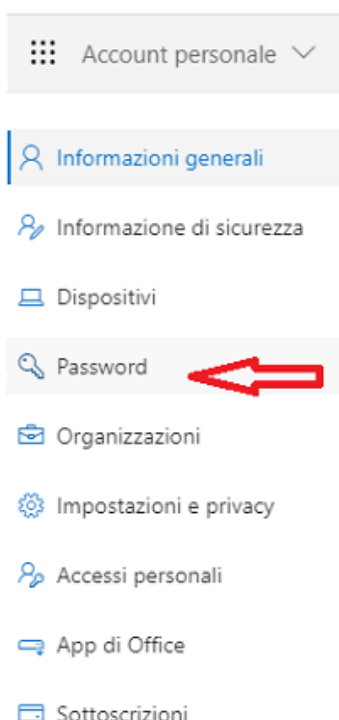 Account personale
Informazioni generali
Informazione di sicurezza
Dispositivi
Password
Organizzazioni
Impostazioni e privacy
Accessi personali
App di Office
Sottoscrizioni